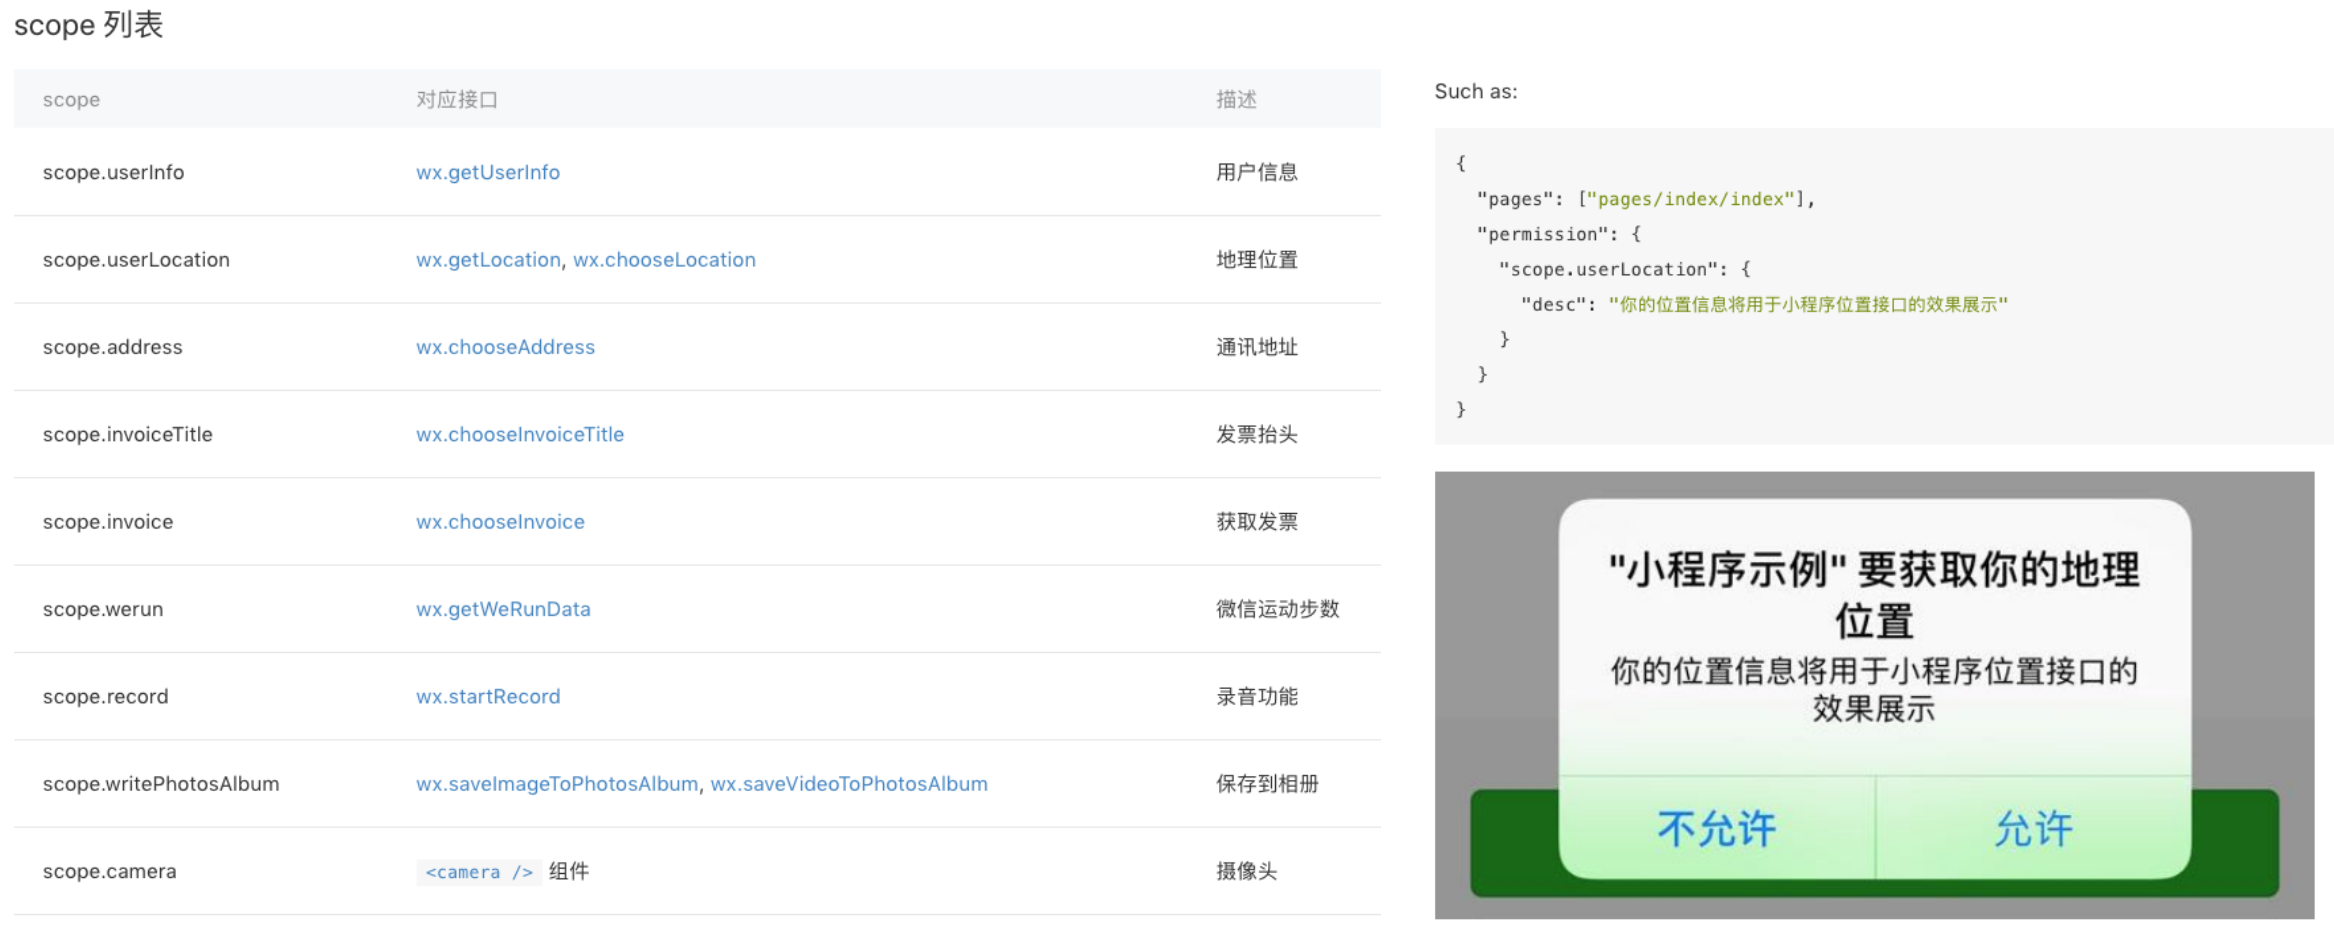 scope 列表
scope 对应接口 描述
scope.userInfo wx.getUserInfo 用户信息
scope.userLocation wx.getLocation, wx.chooseLocation 地理位置
scope.address wx.chooseAddress 通讯地址
scope.invoiceTitle wx.chooseInvoiceTitle 发票抬头
scope.invoice wx.chooseInvoice 获取发票
scope.werun wx.getWeRunData 微信运动步数
scope.record wx.startRecord 录音功能
scope.writePhotosAlbum wx.saveImageToPhotosAlbum, wx.saveVideoToPhotosAlbum 保存到相册
scope.camera <camera /> 组件 摄像头
Such as:
{
"pages": ["pages/index/index"],
"permission": {
"scope.userLocation": {
"desc": "你的位置信息将用于小程序位置接口的效果展示"
}
}
}
"小程序示例" 要获取你的地理
位置
你的位置信息将用于小程序位置接口的
效果展示
不允许 允许